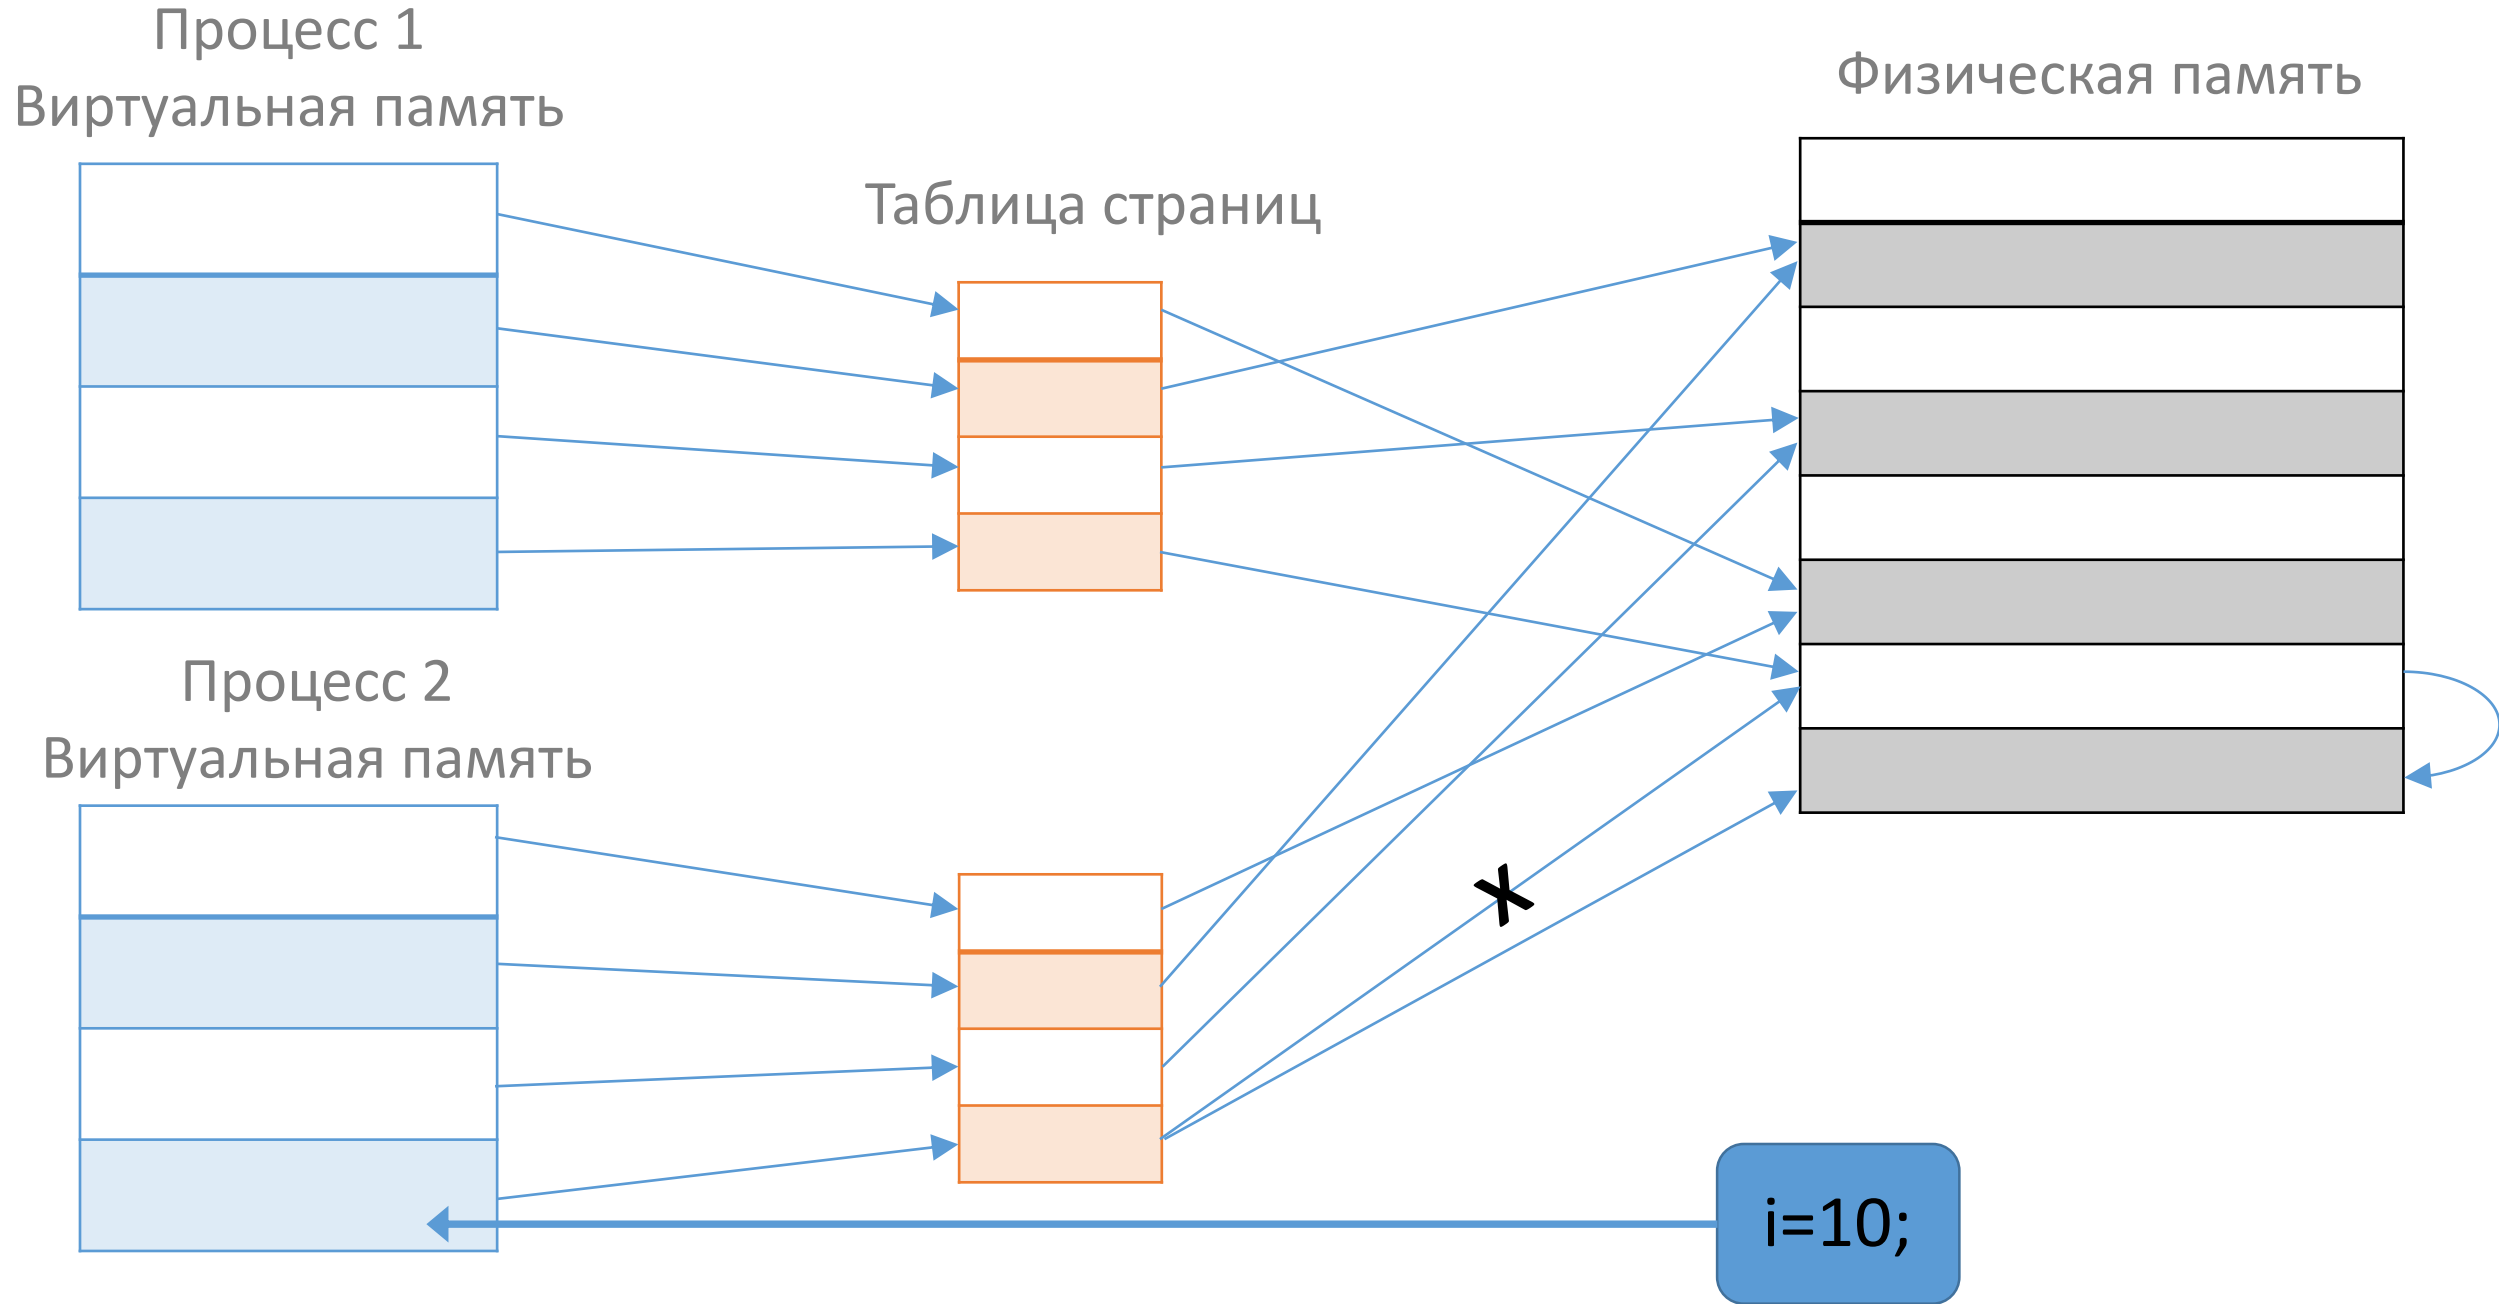 Процесс 1
Виртуальная память
Физическая память
Таблица страниц
Процесс 2
Виртуальная память
x
i=10;